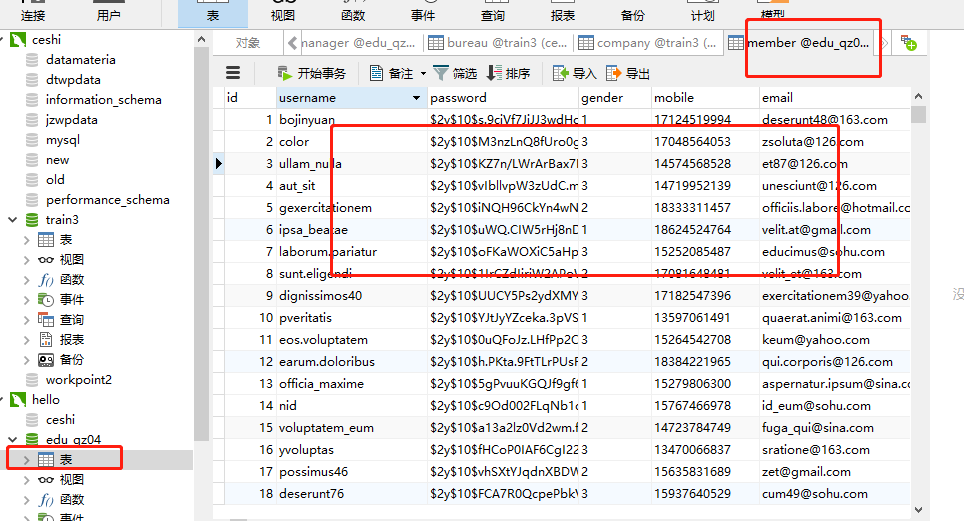 连接 用户 表 视图 函数 事件 查询 报表 备份 计划 模型
ceshi
datamateria
dtwpdata
information_schema
jzwpdata
mysql
new
old
performance_schema
train3
表
视图
函数
事件
查询
报表
备份
workpoint2
hello
ceshi
edu_qz04
表
视图
函数
事件
对象 nanager @edu_qz... bureau @train3 (ce... company @train3 (... member @edu_qz0...
开始事务 备注 筛选 排序 导入 导出
id username password gender mobile email
1 bojinyuan 1 17124519994 deserunt48@163.com
2 color $2y$10$M3nzLnQ8fUro0g 3 17048564053 zsoluta@126.com
3 ullam_nulla $2y$10$KZ7n/LWrArBax7l 3 14574568528 et87@126.com
4 aut_sit $2y$10$vIbllvpW3zUdC.m 3 14719952139 unesciunt@126.com
5 gexercitationem $2y$10$iNQH96CkYn4wN 2 18333311457 officiis.labore@hotmail.co
6 ipsa_beatae $2y$10$uWQ.CIW5rHj8nD 1 18624524764 velit.at@gmail.com
7 laborum.pariatur $2y$10$oFKaWOXiC5aHp 3 15252085487 educimus@sohu.com
8 sunt.eligendi 2 17081648481 velit_et@163.com
9 dignissimos40 $2y$10$UUCY5Ps2ydXMY 3 17182547396 exercitationem39@yahoo
10 pveritatis $2y$10$YJtJyYZceka.3pVS 1 13597061491 quaerat.animi@163.com
11 eos.voluptatem $2y$10$0uQFoJz.LHfPp2C 3 15264542708 keum@yahoo.com
12 earum.doloribus $2y$10$h.PKta.9FtTLrPUsF 2 18384221965 qui.corporis@126.com
13 officia_maxime $2y$10$5gPvuuKGQJf9gf 1 15279806300 aspernatur.ipsum@sina.c
14 nid $2y$10$c9Od002FLqNb1 1 15767466978 id_eum@sohu.com
15 voluptatem_eum $2y$10$a13a2lz0Vd2wm.f 2 14723784749 fuga_qui@sina.com
16 yvoluptas $2y$10$fHCoP0IAF6CgI22 3 13470066837 sratione@163.com
17 possimus46 $2y$10$vhSXtYJqdnXBDW 2 15635831689 zet@gmail.com
18 deserunt76 $2y$10$FCA7R0QcpePbk 3 15937640529 cum49@sohu.com
没